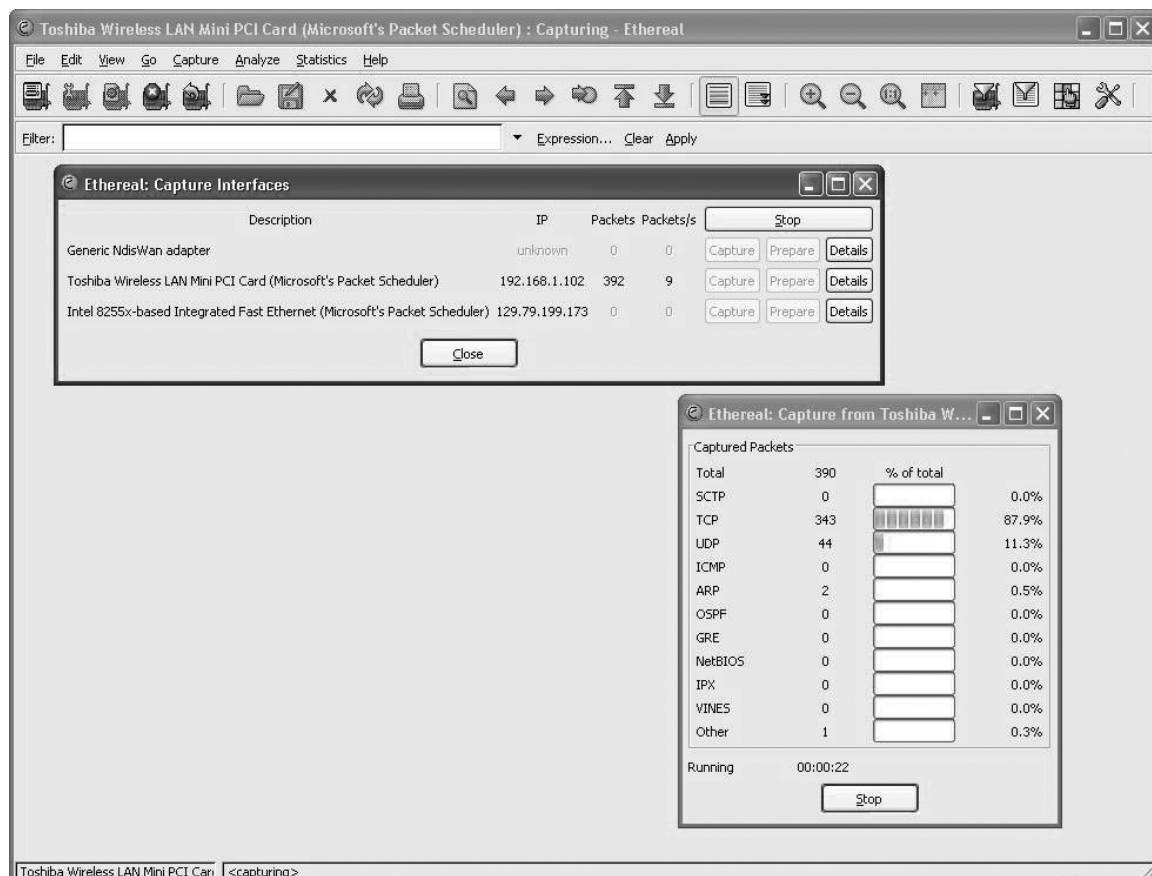 Toshiba Wireless LAN Mini PCI Card (Microsoft's Packet Scheduler) : Capturing - Ethereal
File Edit View Go Capture Analyze Statistics Help
Filter: Expression... Clear Apply
Ethereal: Capture Interfaces
Description IP Packets Packets/s Stop
Generic NdisWan adapter unknown 0 0 Capture Prepare Details
Toshiba Wireless LAN Mini PCI Card (Microsoft's Packet Scheduler) 192.168.1.102 392 9 Capture Prepare Details
Intel 8255x-based Integrated Fast Ethernet (Microsoft's Packet Scheduler) 129.79.199.173 0 0 Capture Prepare Details
Close
Ethereal: Capture from Toshiba W...
Captured Packets
Total 390 % of total
SCTP 0 0.0%
TCP 343 87.9%
UDP 44 11.3%
ICMP 0 0.0%
ARP 2 0.5%
OSPF 0 0.0%
GRE 0 0.0%
NetBIOS 0 0.0%
IPX 0 0.0%
VINES 0 0.0%
Other 1 0.3%
Running 00:00:22
Stop
Toshiba Wireless LAN Mini PCI Car <capturing>